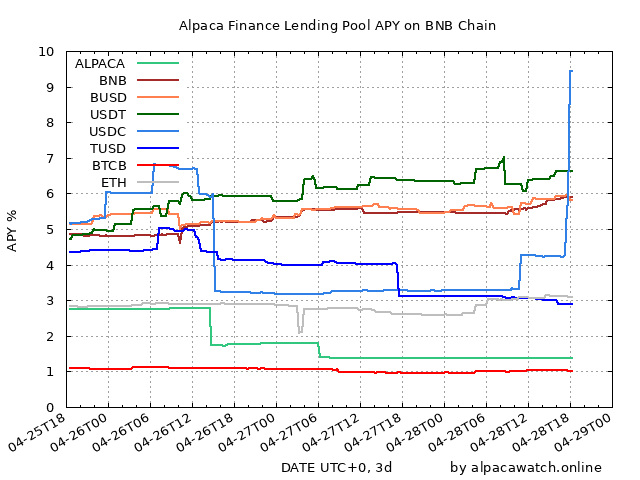 Alpaca Finance Lending Pool APY on BNB Chain
10
9
8
7
6
5
4
3
2
1
0
APY %
ALPACA
BNB
BUSD
USDT
USDC
TUSD
BTCB
ETH
04-25T18
04-26T00
04-26T06
04-26T12
04-26T18
04-27T00
04-27T06
04-27T12
04-27T18
04-28T00
04-28T06
04-28T12
04-28T18
04-29T00
DATE UTC+0, 3d
by alpacawatch.online